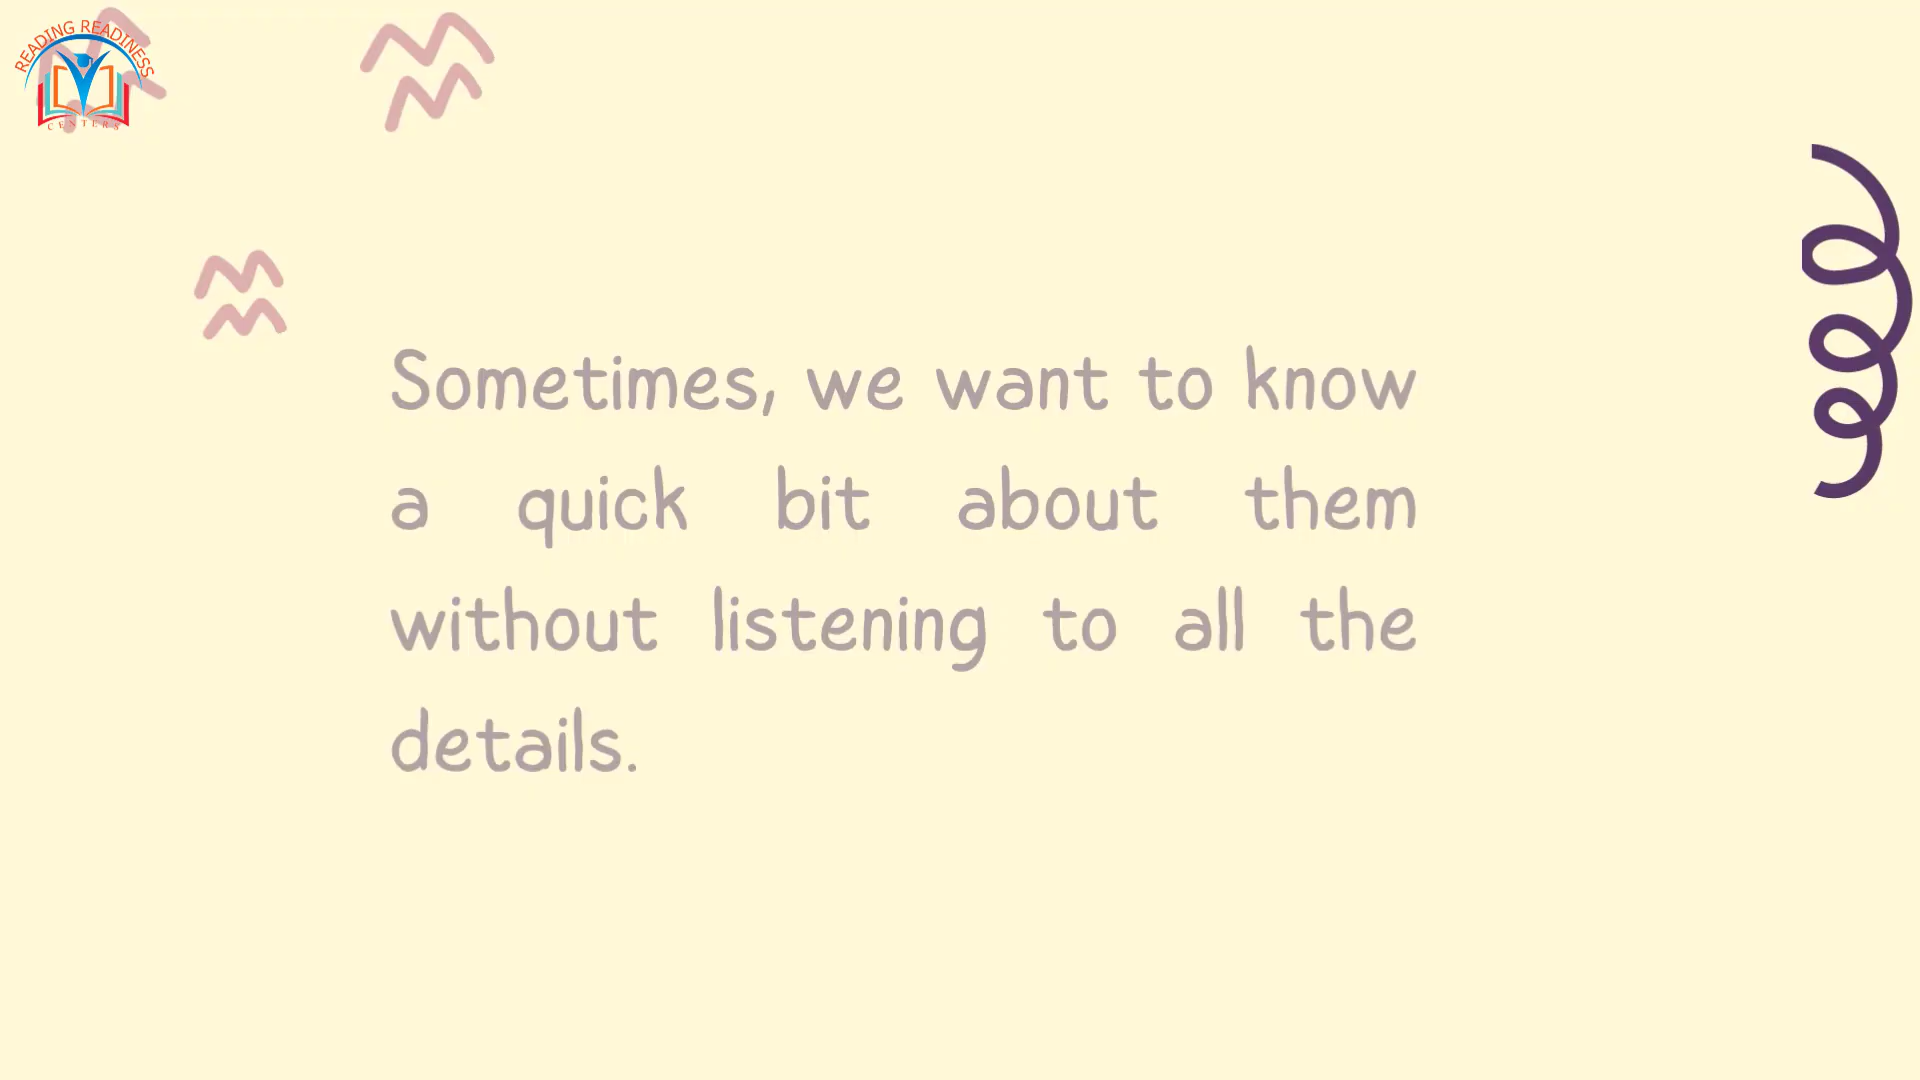 READING READINESS
CENTERS
Sometimes, we want to know
a quick bit about them
without listening to all the
details.